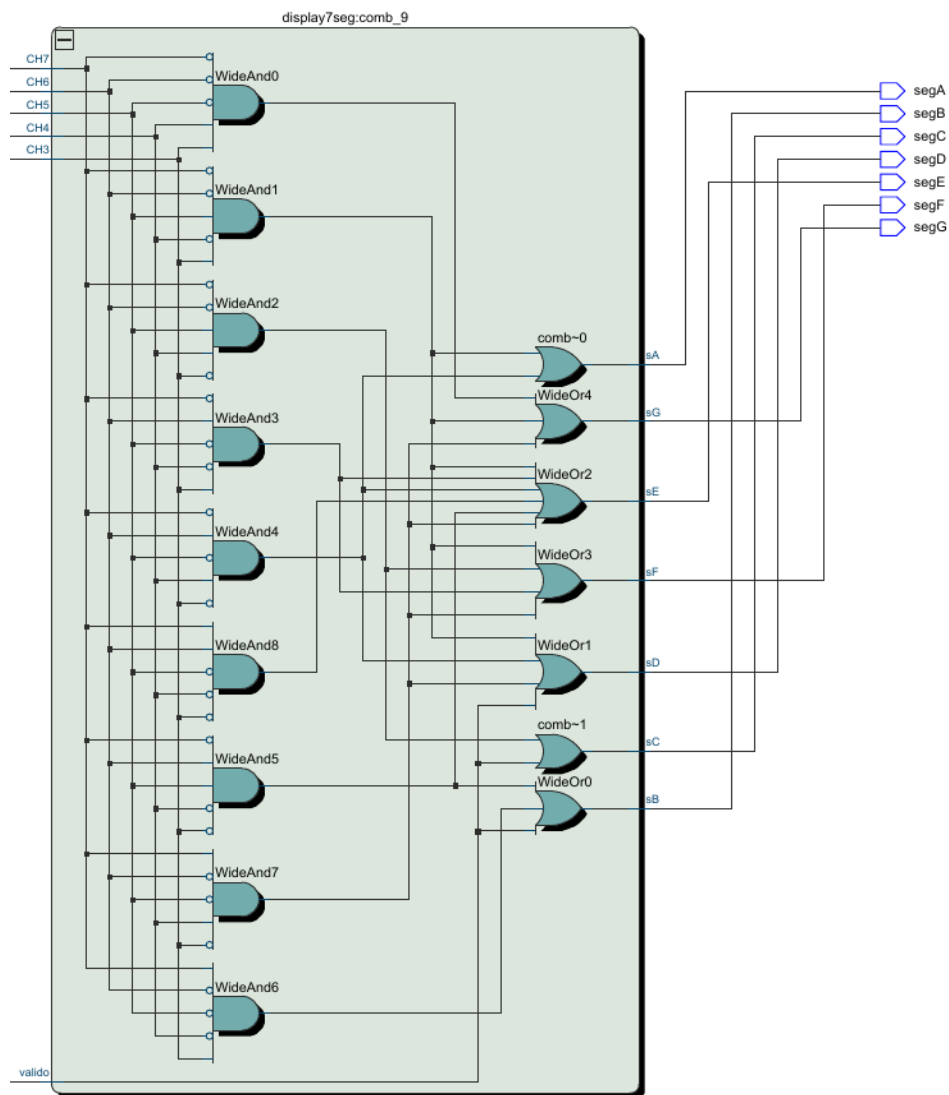 display7seg:comb_9
CH7
CH6
CH5
CH4
CH3
WideAnd0
WideAnd1
WideAnd2
WideAnd3
WideAnd4
WideAnd8
WideAnd5
WideAnd7
WideAnd6
valido
comb~0
WideOr4
WideOr2
WideOr3
WideOr1
comb~1
WideOr0
sA
sG
sE
sF
sD
sC
sB
segA
segB
segC
segD
segE
segF
segG